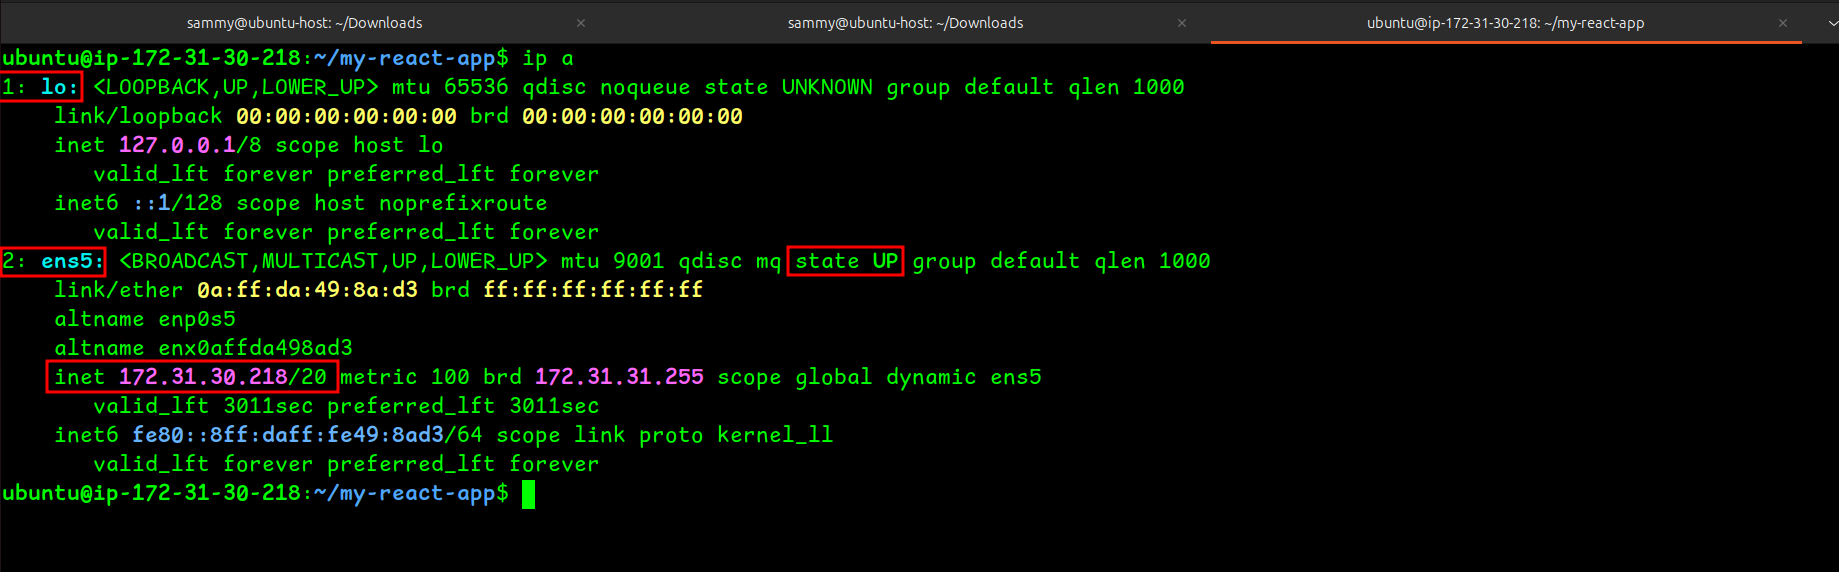 sammy@ubuntu-host: ~/Downloads × sammy@ubuntu-host: ~/Downloads × ubuntu@ip-172-31-30-218: ~/my-react-app ×
ubuntu@ip-172-31-30-218:~/my-react-app$ ip a
1: lo: <LOOPBACK,UP,LOWER_UP> mtu 65536 qdisc noqueue state UNKNOWN group default qlen 1000
link/loopback 00:00:00:00:00:00 brd 00:00:00:00:00:00
inet 127.0.0.1/8 scope host lo
valid_lft forever preferred_lft forever
inet6 ::1/128 scope host noprefixroute
valid_lft forever preferred_lft forever
2: ens5: <BROADCAST,MULTICAST,UP,LOWER_UP> mtu 9001 qdisc mq state UP group default qlen 1000
link/ether 0a:ff:da:49:8a:d3 brd ff:ff:ff:ff:ff:ff
altname enp0s5
altname enx0affda498ad3
inet 172.31.30.218/20 metric 100 brd 172.31.31.255 scope global dynamic ens5
valid_lft 3011sec preferred_lft 3011sec
inet6 fe80::8ff:daff:fe49:8ad3/64 scope link proto kernel_ll
valid_lft forever preferred_lft forever
ubuntu@ip-172-31-30-218:~/my-react-app$